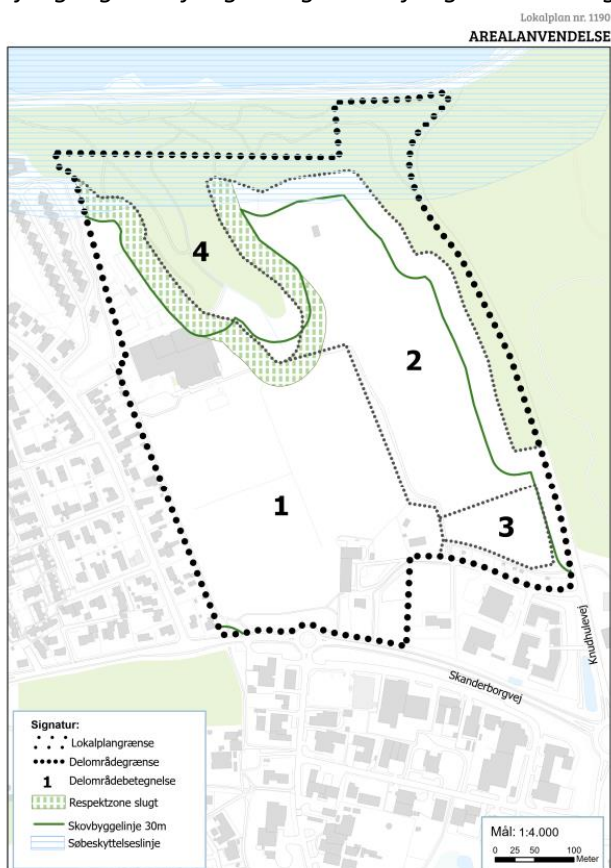 Lokalplan nr. 1190
AREALANVENDELSE
4
2
1
3
Knudhulevej
Skanderborgvej
Signatur:
Lokalplangrænse
Delområdegrænse
1 Delområdebetegnelse
Respektzone slugt
Skovbyggelinje 30m
Søbeskyttelseslinje
Mål: 1:4.000
0 25 50 100
Meter